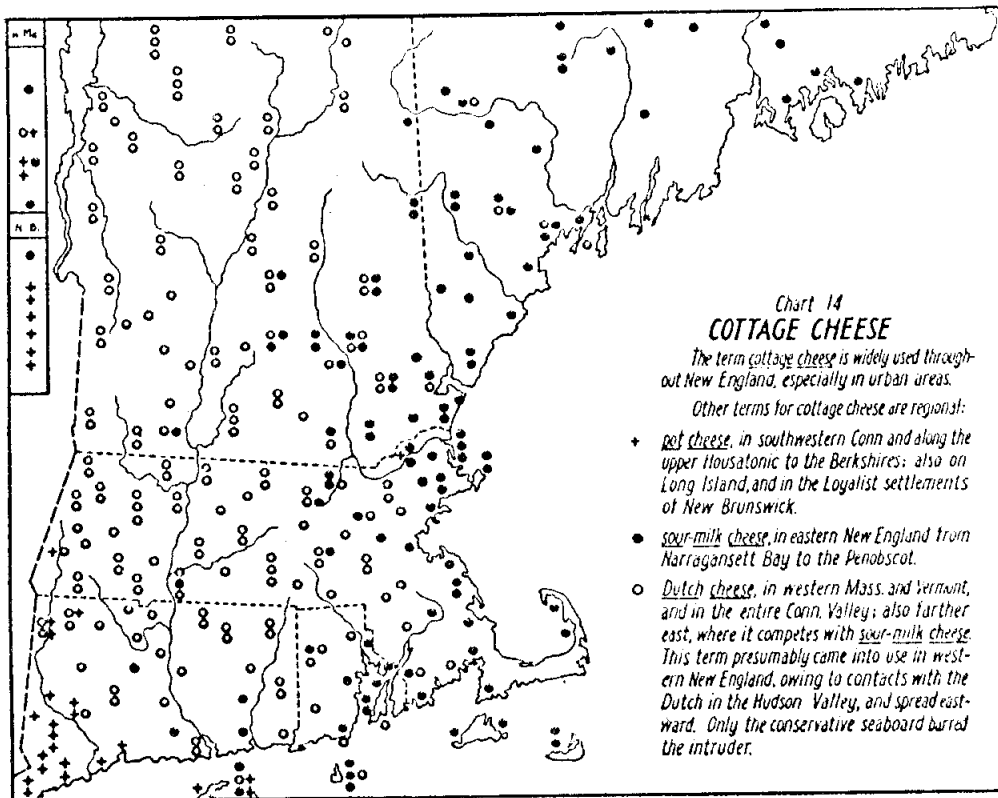 n Me.
N. B.
Chart 14
COTTAGE CHEESE
The term cottage cheese is widely used through-
out New England, especially in urban areas.
Other terms for cottage cheese are regional:
+ pot cheese, in southwestern Conn and along the
upper Housatonic to the Berkshires; also on
Long Island, and in the Loyalist settlements
of New Brunswick.
● sour-milk cheese, in eastern New England from
Narragansett Bay to the Penobscot.
○ Dutch cheese, in western Mass. and Vermont,
and in the entire Conn. Valley; also farther
east, where it competes with sour-milk cheese.
This term presumably came into use in west-
ern New England, owing to contacts with the
Dutch in the Hudson Valley, and spread east-
ward. Only the conservative seaboard barred
the intruder.